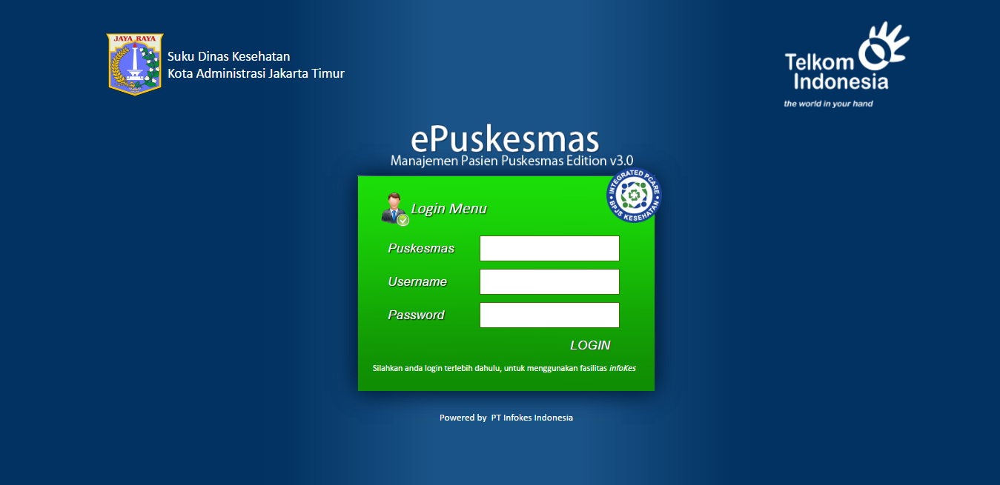 JAYA RAYA
Suku Dinas Kesehatan
Kota Administrasi Jakarta Timur
Telkom
Indonesia
the world in your hand
ePuskesmas
Manajemen Pasien Puskesmas Edition v3.0
INTEGRATED PCARE
BPJS KESEHATAN
Login Menu
Puskesmas
Username
Password
LOGIN
Silahkan anda login terlebih dahulu, untuk menggunakan fasilitas infoKes
Powered by PT Infokes Indonesia